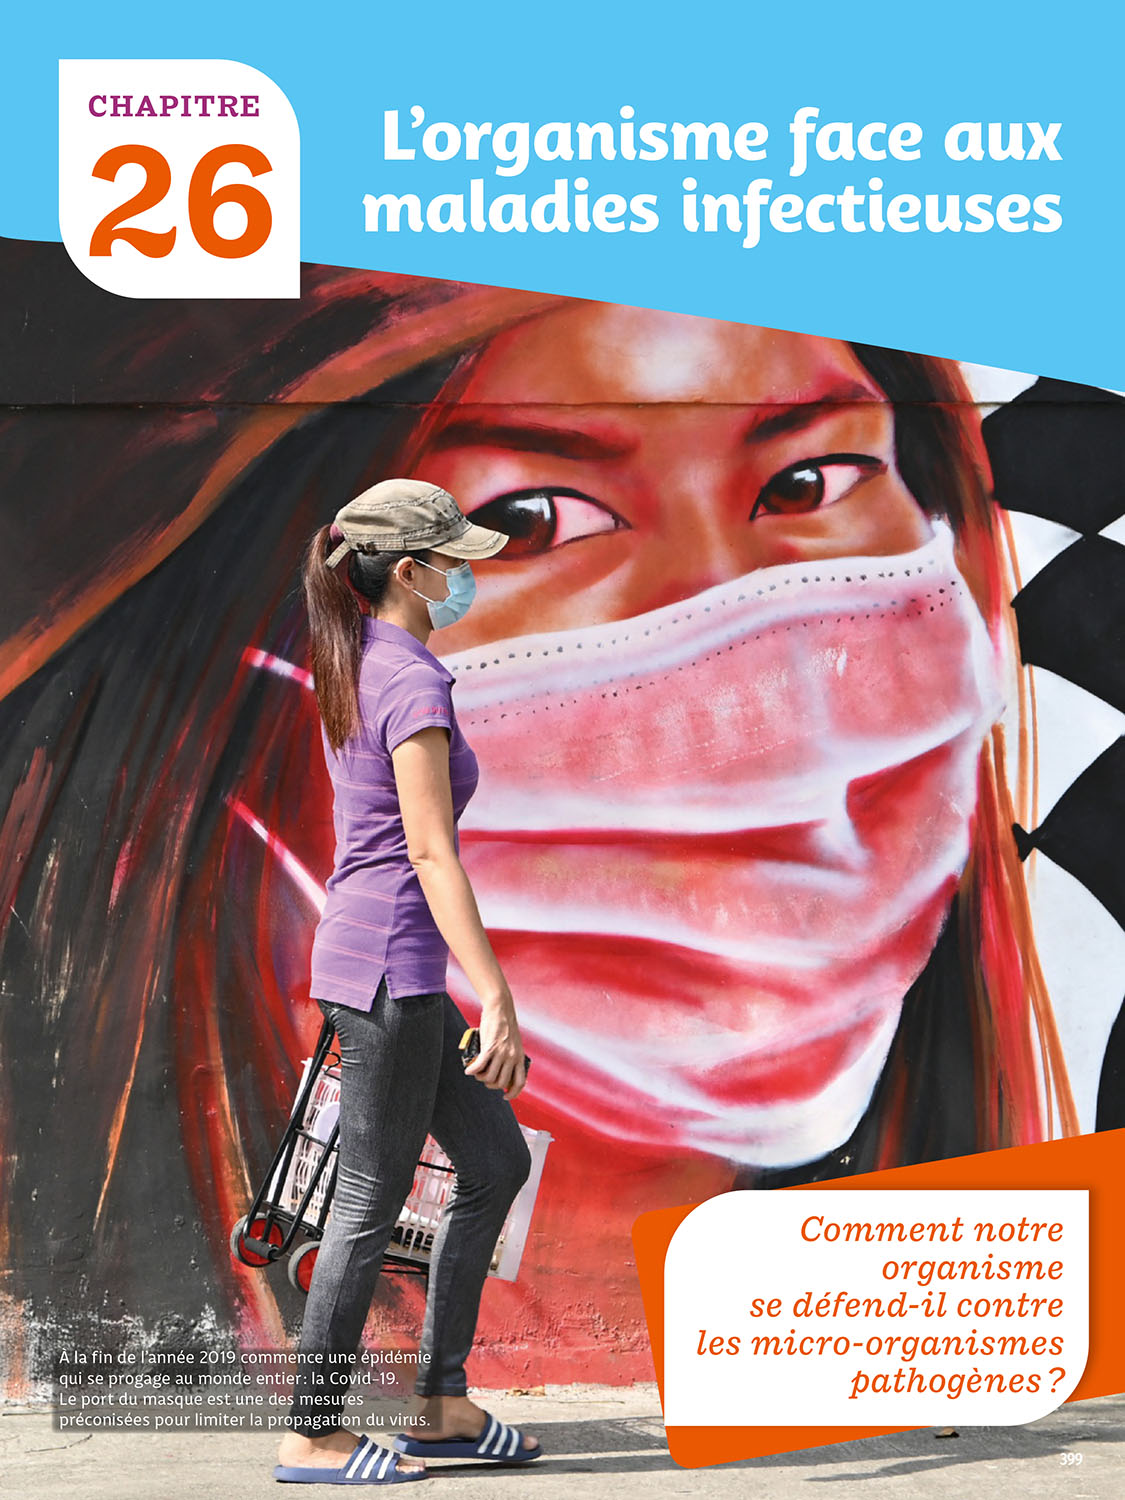 CHAPITRE
26
L'organisme face aux
maladies infectieuses
Comment notre
organisme
se défend-il contre
les micro-organismes
pathogènes ?
À la fin de l'année 2019 commence une épidémie
qui se progage au monde entier : la Covid-19.
Le port du masque est une des mesures
préconisées pour limiter la propagation du virus.
399